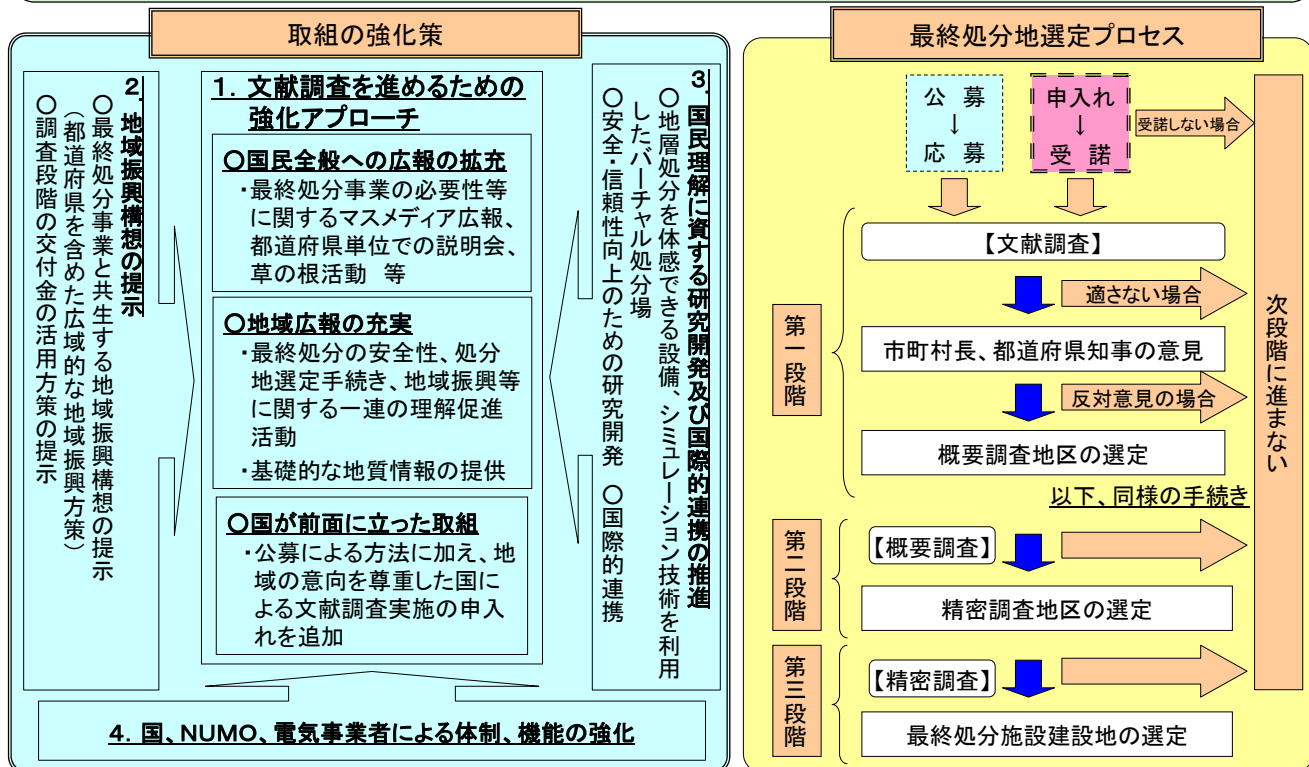 取組の強化策
2. 地域振興構想の提示
○最終処分事業と共生する地域振興構想の提示
(都道府県を含めた広域的な地域振興方策)
○調査段階の交付金の活用方策の提示
1. 文献調査を進めるための
強化アプローチ
○国民全般への広報の拡充
・最終処分事業の必要性等
に関するマスメディア広報、
都道府県単位での説明会、
草の根活動 等
○地域広報の充実
・最終処分の安全性、処分
地選定手続き、地域振興等
に関する一連の理解促進
活動
・基礎的な地質情報の提供
○国が前面に立った取組
・公募による方法に加え、地
域の意向を尊重した国に
よる文献調査実施の申入
れを追加
3. 国民理解に資する研究開発及び国際的連携の推進
○地層処分を体感できる設備、シミュレーション技術を利用
したバーチャル処分場
○安全・信頼性向上のための研究開発 ○国際的連携
4. 国、NUMO、電気事業者による体制、機能の強化
最終処分地選定プロセス
公 募
↓
応 募
申入れ
↓
受 諾
受諾しない場合
第一段階
【文献調査】
適さない場合
市町村長、都道府県知事の意見
反対意見の場合
概要調査地区の選定
以下、同様の手続き
第二段階
【概要調査】
精密調査地区の選定
第三段階
【精密調査】
最終処分施設建設地の選定
次段階に進まない